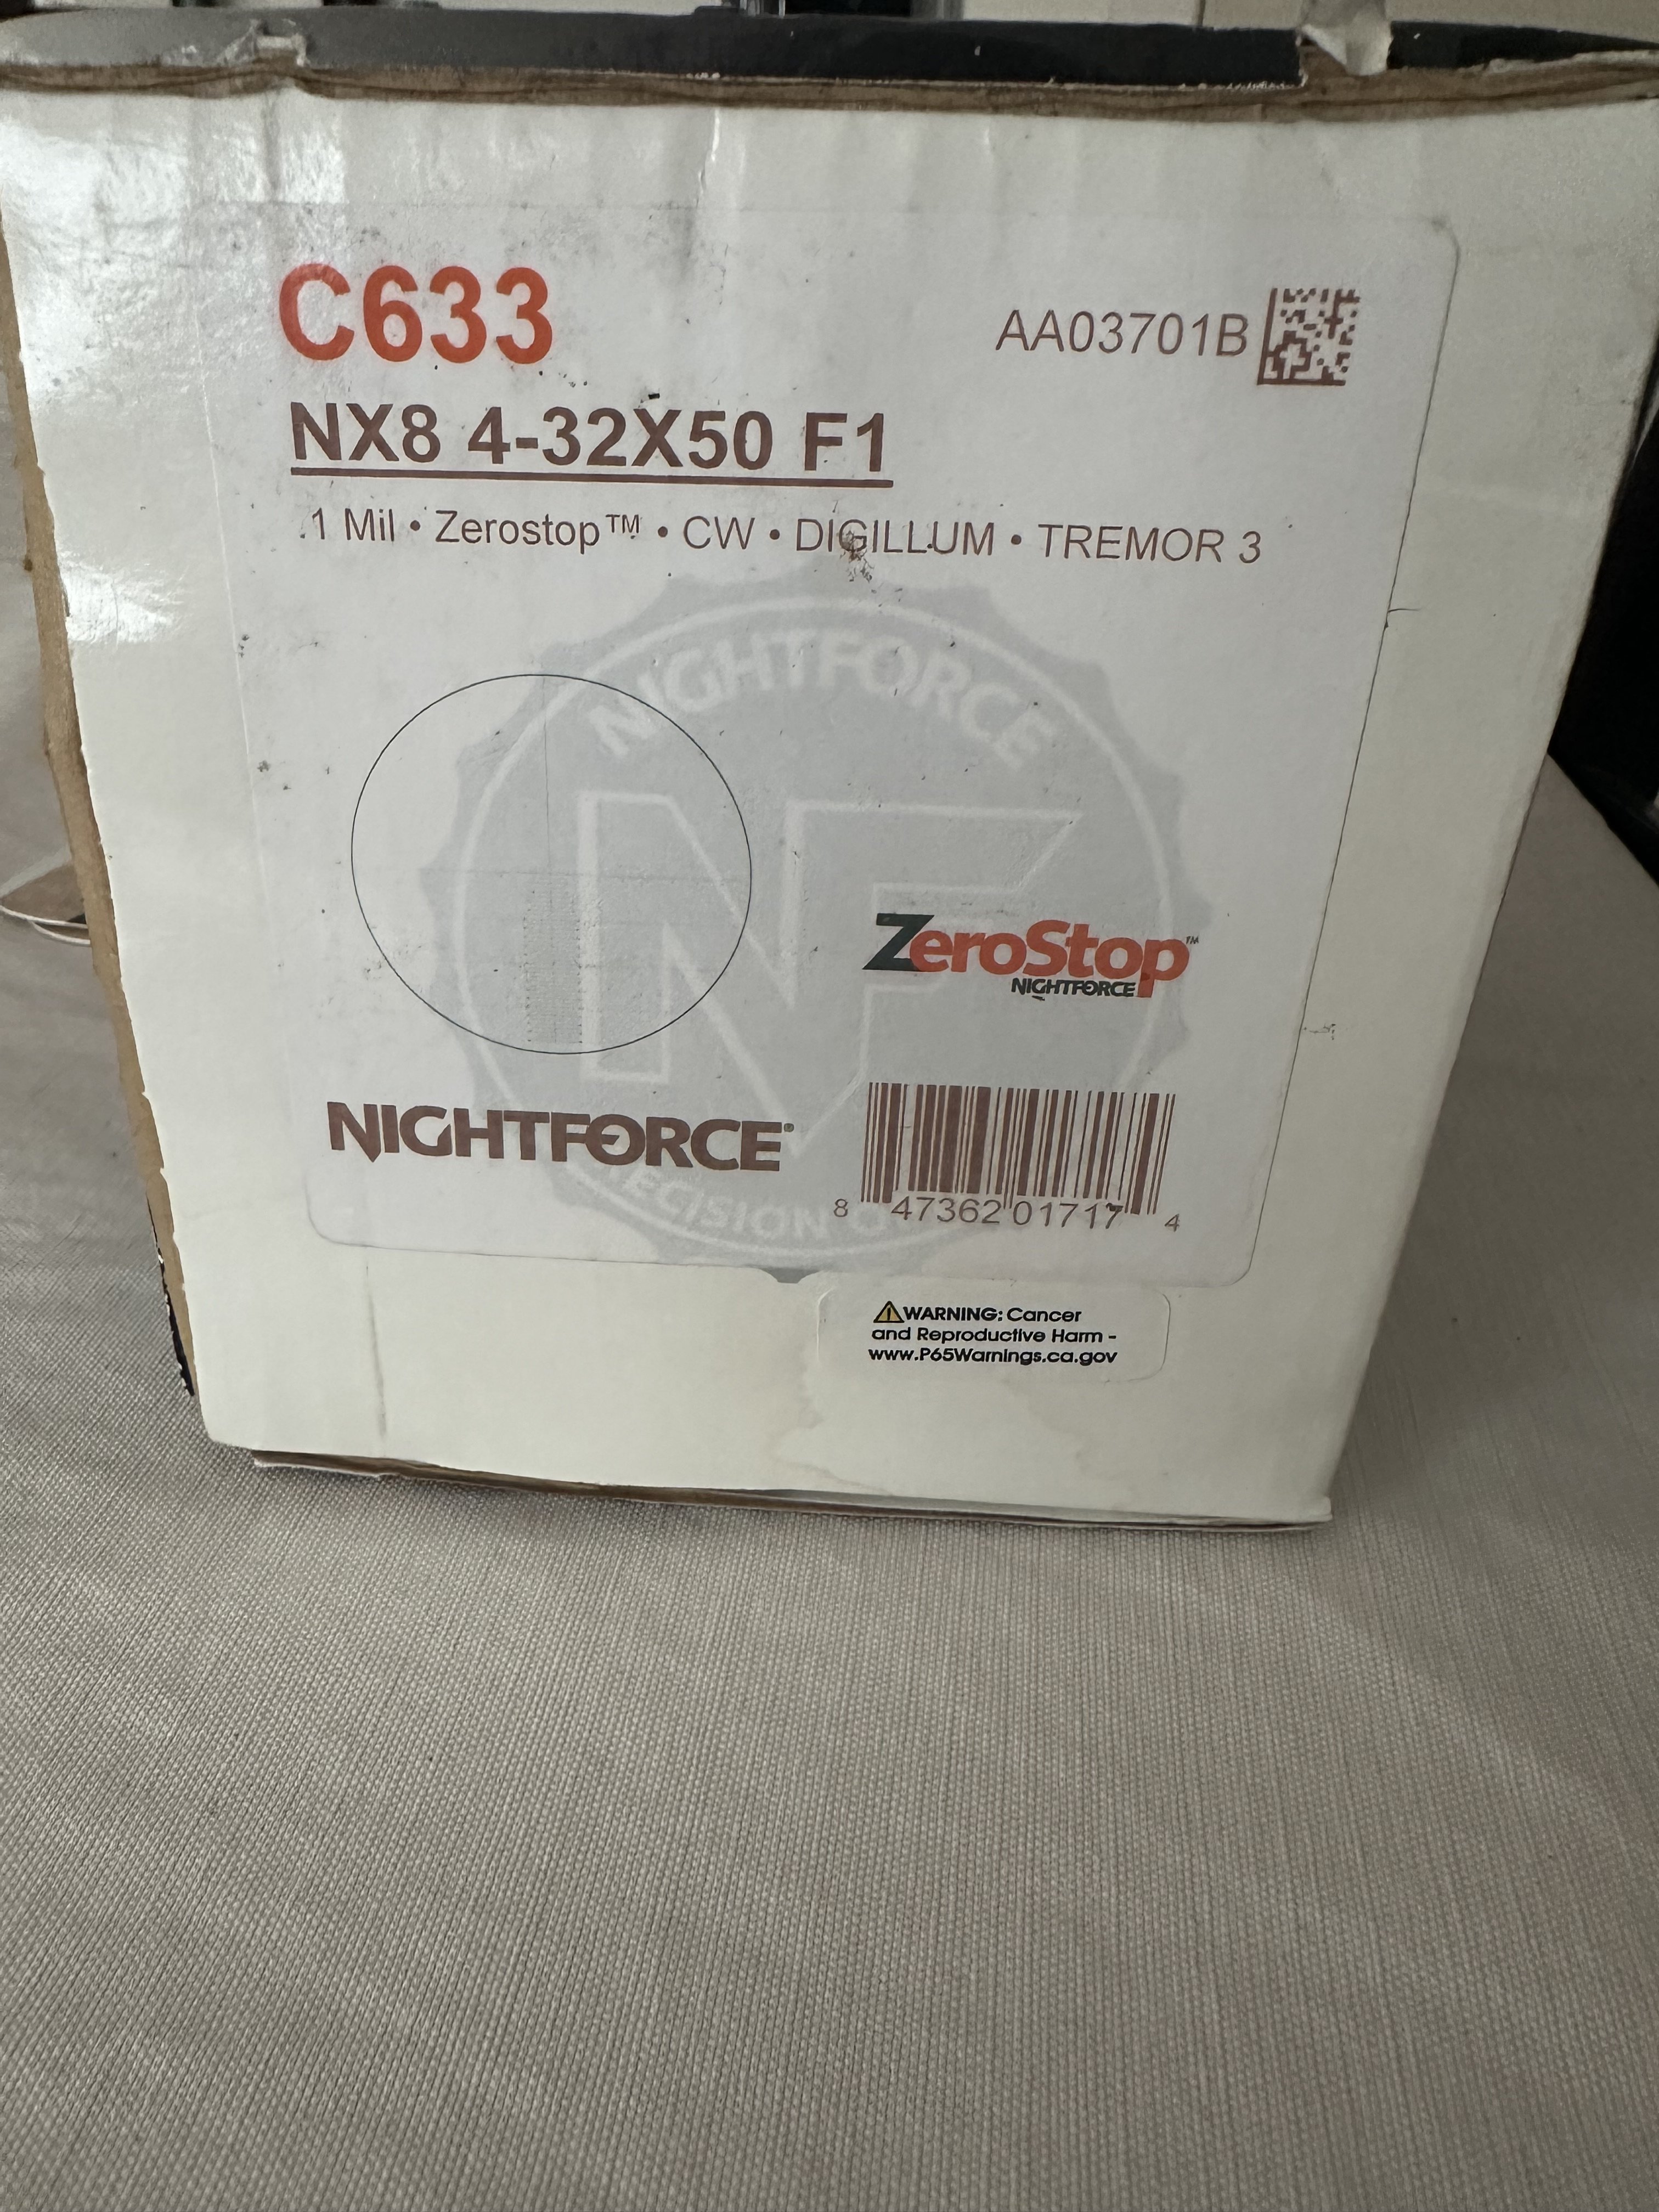 C633
AA03701B
NX8 4-32X50 F1
.1 Mil • Zerostop™ • CW • DIGILLUM • TREMOR 3
NIGHTFORCE
NF
ZeroStop™
NIGHTFORCE
NIGHTFORCE®
8 47362 01717 4
⚠WARNING: Cancer
and Reproductive Harm -
www.P65Warnings.ca.gov